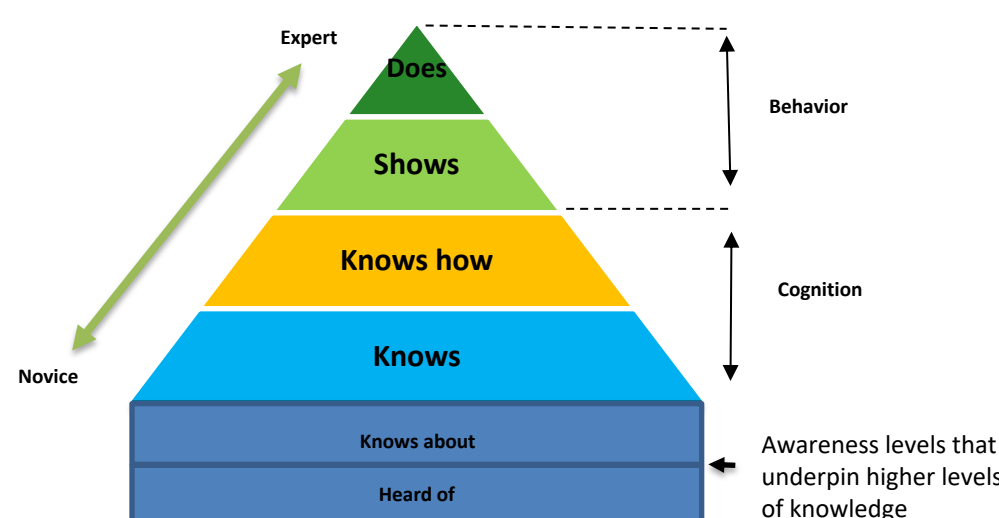 Expert
Does
Behavior
Shows
Knows how
Cognition
Knows
Novice
Knows about
Heard of
Awareness levels that
underpin higher levels
of knowledge